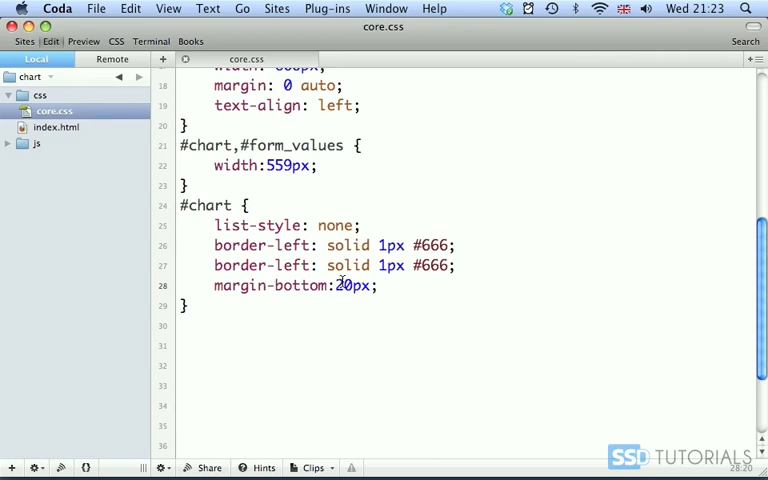 Coda File Edit View Text Go Sites Plug-ins Window Help Wed 21:23
core.css
Sites Edit Preview CSS Terminal Books Search
Local Remote + core.css
chart
css
core.css
index.html
js
18 margin: 0 auto;
19 text-align: left;
20 }
21 #chart,#form_values {
22 width:559px;
23 }
24 #chart {
25 list-style: none;
26 border-left: solid 1px #666;
27 border-left: solid 1px #666;
28 margin-bottom:20px;
29 }
30
31
32
33
34
35
36
SSDTUTORIALS
Share Hints Clips 28:20